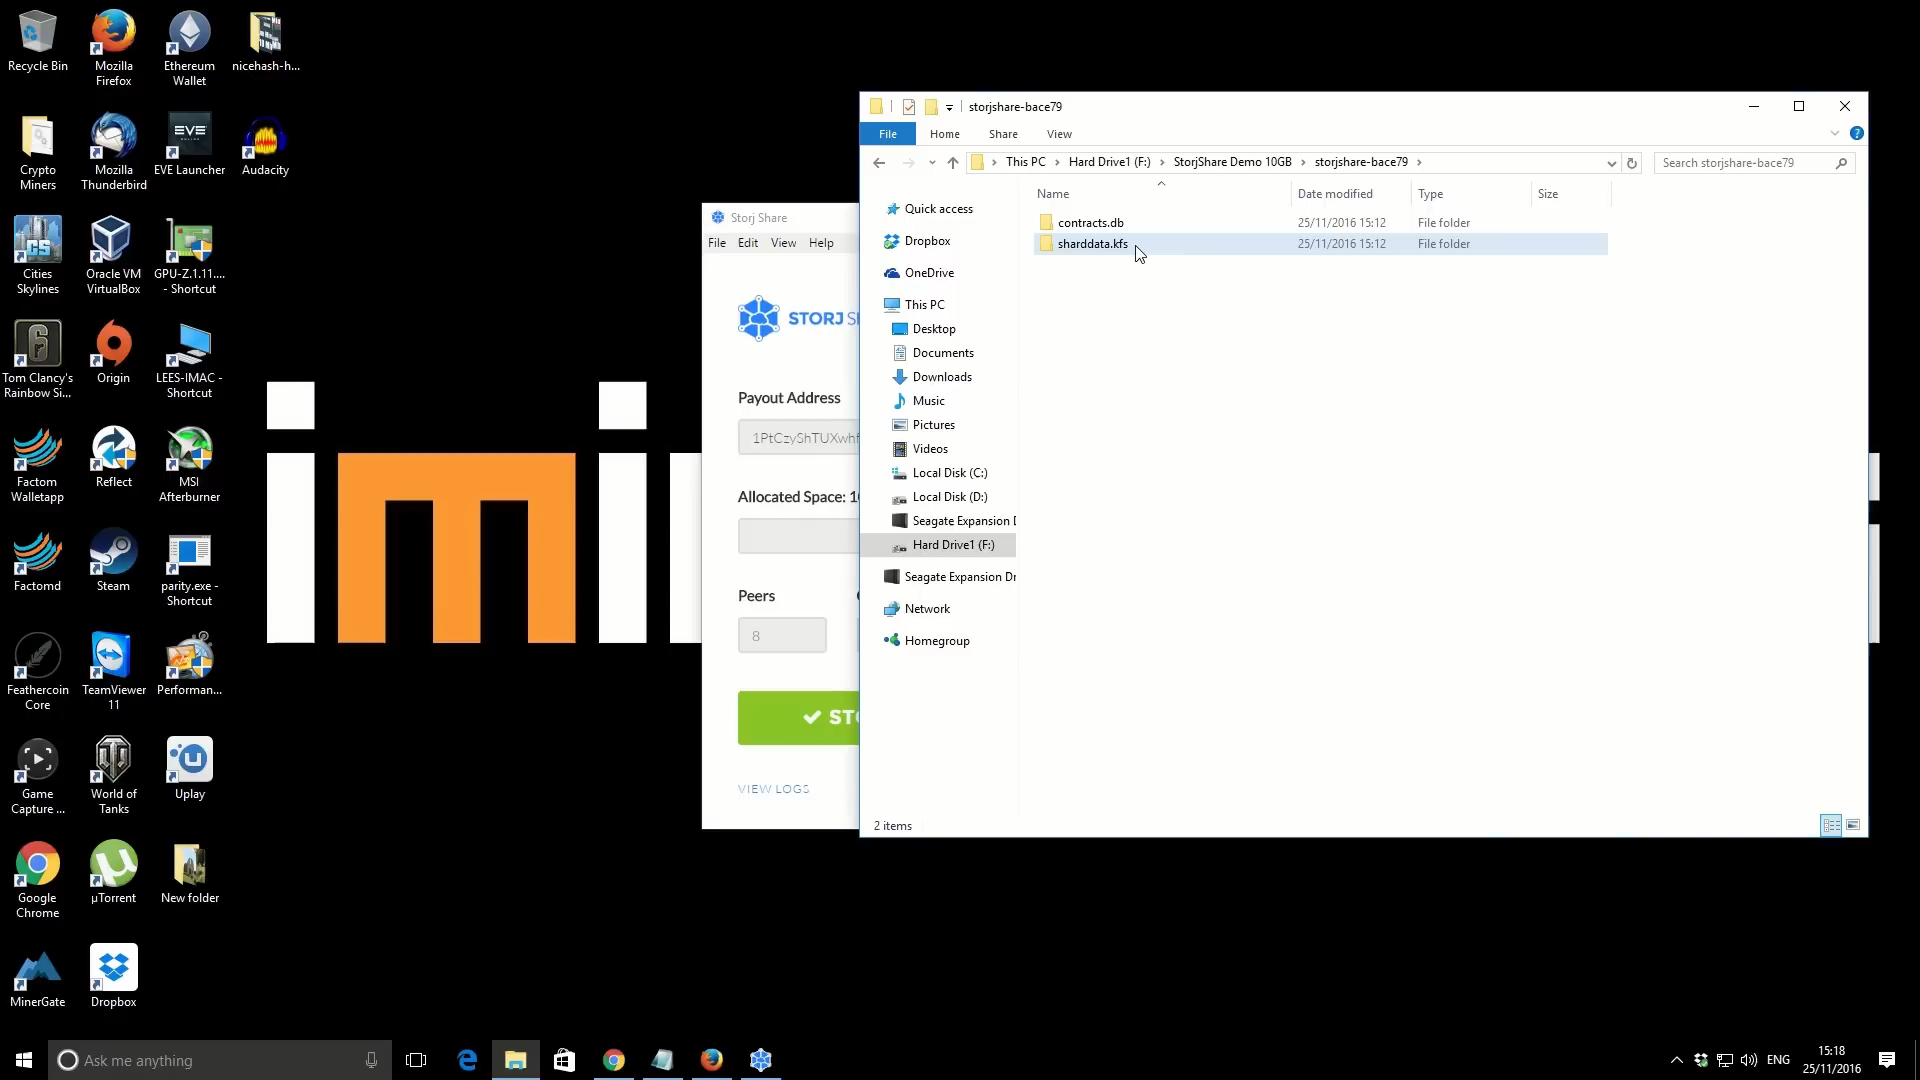 Recycle Bin
Mozilla
Firefox
Ethereum
Wallet
nicehash-h...
Crypto
Miners
Mozilla
Thunderbird
EVE
EVE Launcher
Audacity
CS
Cities
Skylines
Oracle VM
VirtualBox
GPU-Z.1.11....
- Shortcut
6
Tom Clancy's
Rainbow Si...
Origin
LEES-IMAC -
Shortcut
Factom
Walletapp
Reflect
MSI
Afterburner
Factomd
Steam
parity.exe -
Shortcut
Feathercoin
Core
TeamViewer
11
Performan...
Game
Capture ...
World of
Tanks
Uplay
Google
Chrome
µTorrent
New folder
MinerGate
Dropbox
imi
Storj Share
File Edit View Help
STORJ S
Payout Address
1PtCzyShTUXwhf
Allocated Space: 1
Peers
8
STO
VIEW LOGS
storjshare-bace79
File Home Share View
This PC Hard Drive1 (F:) StorjShare Demo 10GB storjshare-bace79
Search storjshare-bace79
Name Date modified Type Size
contracts.db 25/11/2016 15:12 File folder
sharddata.kfs 25/11/2016 15:12 File folder
Quick access
Dropbox
OneDrive
This PC
Desktop
Documents
Downloads
Music
Pictures
Videos
Local Disk (C:)
Local Disk (D:)
Seagate Expansion D
Hard Drive1 (F:)
Seagate Expansion Dr
Network
Homegroup
2 items
Ask me anything
ENG
15:18
25/11/2016